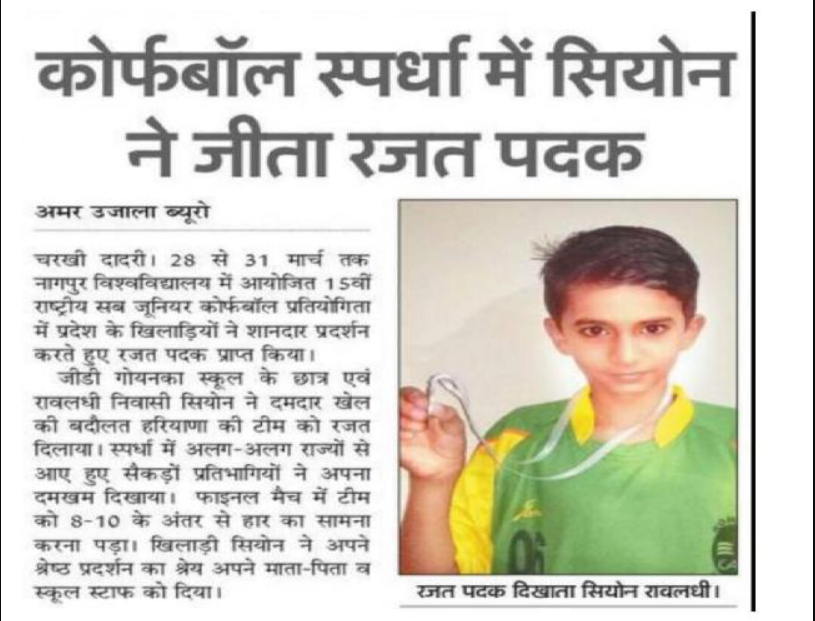 कोर्फबॉल स्पर्धा में सियोन
ने जीता रजत पदक
अमर उजाला ब्यूरो
चरखी दादरी। 28 से 31 मार्च तक
नागपुर विश्वविद्यालय में आयोजित 15वीं
राष्ट्रीय सब जूनियर कोर्फबॉल प्रतियोगिता
में प्रदेश के खिलाड़ियों ने शानदार प्रदर्शन
करते हुए रजत पदक प्राप्त किया।
जीडी गोयनका स्कूल के छात्र एवं
रावलधी निवासी सियोन ने दमदार खेल
की बदौलत हरियाणा की टीम को रजत
दिलाया। स्पर्धा में अलग-अलग राज्यों से
आए हुए सैकड़ों प्रतिभागियों ने अपना
दमखम दिखाया। फाइनल मैच में टीम
को 8-10 के अंतर से हार का सामना
करना पड़ा। खिलाड़ी सियोन ने अपने
श्रेष्ठ प्रदर्शन का श्रेय अपने माता-पिता व
स्कूल स्टाफ को दिया।
06
रजत पदक दिखाता सियोन रावलधी।